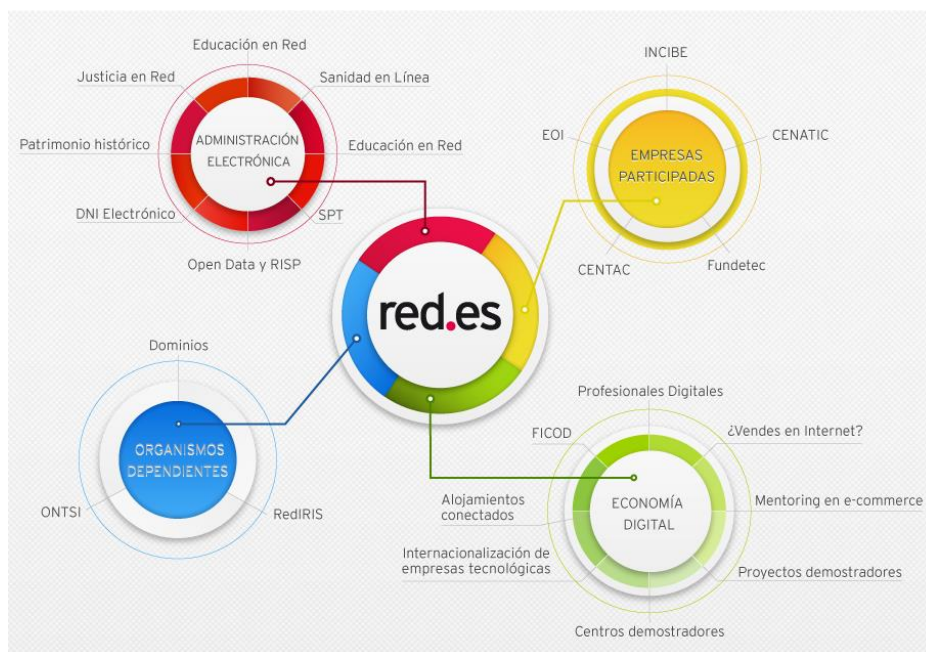 Educación en Red
Justicia en Red
Sanidad en Línea
Patrimonio histórico
ADMINISTRACIÓN
ELECTRÓNICA
Educación en Red
DNI Electrónico
SPT
Open Data y RISP
INCIBE
EOI
CENATIC
EMPRESAS
PARTICIPADAS
CENTAC
Fundetec
red.es
Dominios
ORGANISMOS
DEPENDIENTES
ONTSI
RedIRIS
Profesionales Digitales
FICOD
¿Vendes en Internet?
Alojamientos
conectados
ECONOMÍA
DIGITAL
Mentoring en e-commerce
Internacionalización de
empresas tecnológicas
Proyectos demostradores
Centros demostradores